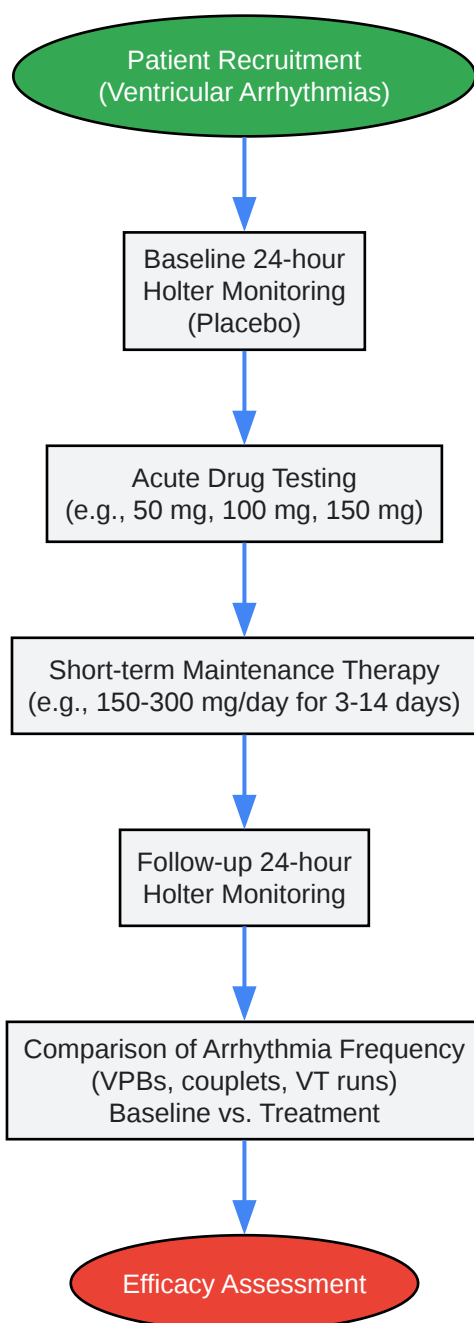 Patient Recruitment
(Ventricular Arrhythmias)
Baseline 24-hour
Holter Monitoring
(Placebo)
Acute Drug Testing
(e.g., 50 mg, 100 mg, 150 mg)
Short-term Maintenance Therapy
(e.g., 150-300 mg/day for 3-14 days)
Follow-up 24-hour
Holter Monitoring
Comparison of Arrhythmia Frequency
(VPBs, couplets, VT runs)
Baseline vs. Treatment
Efficacy Assessment